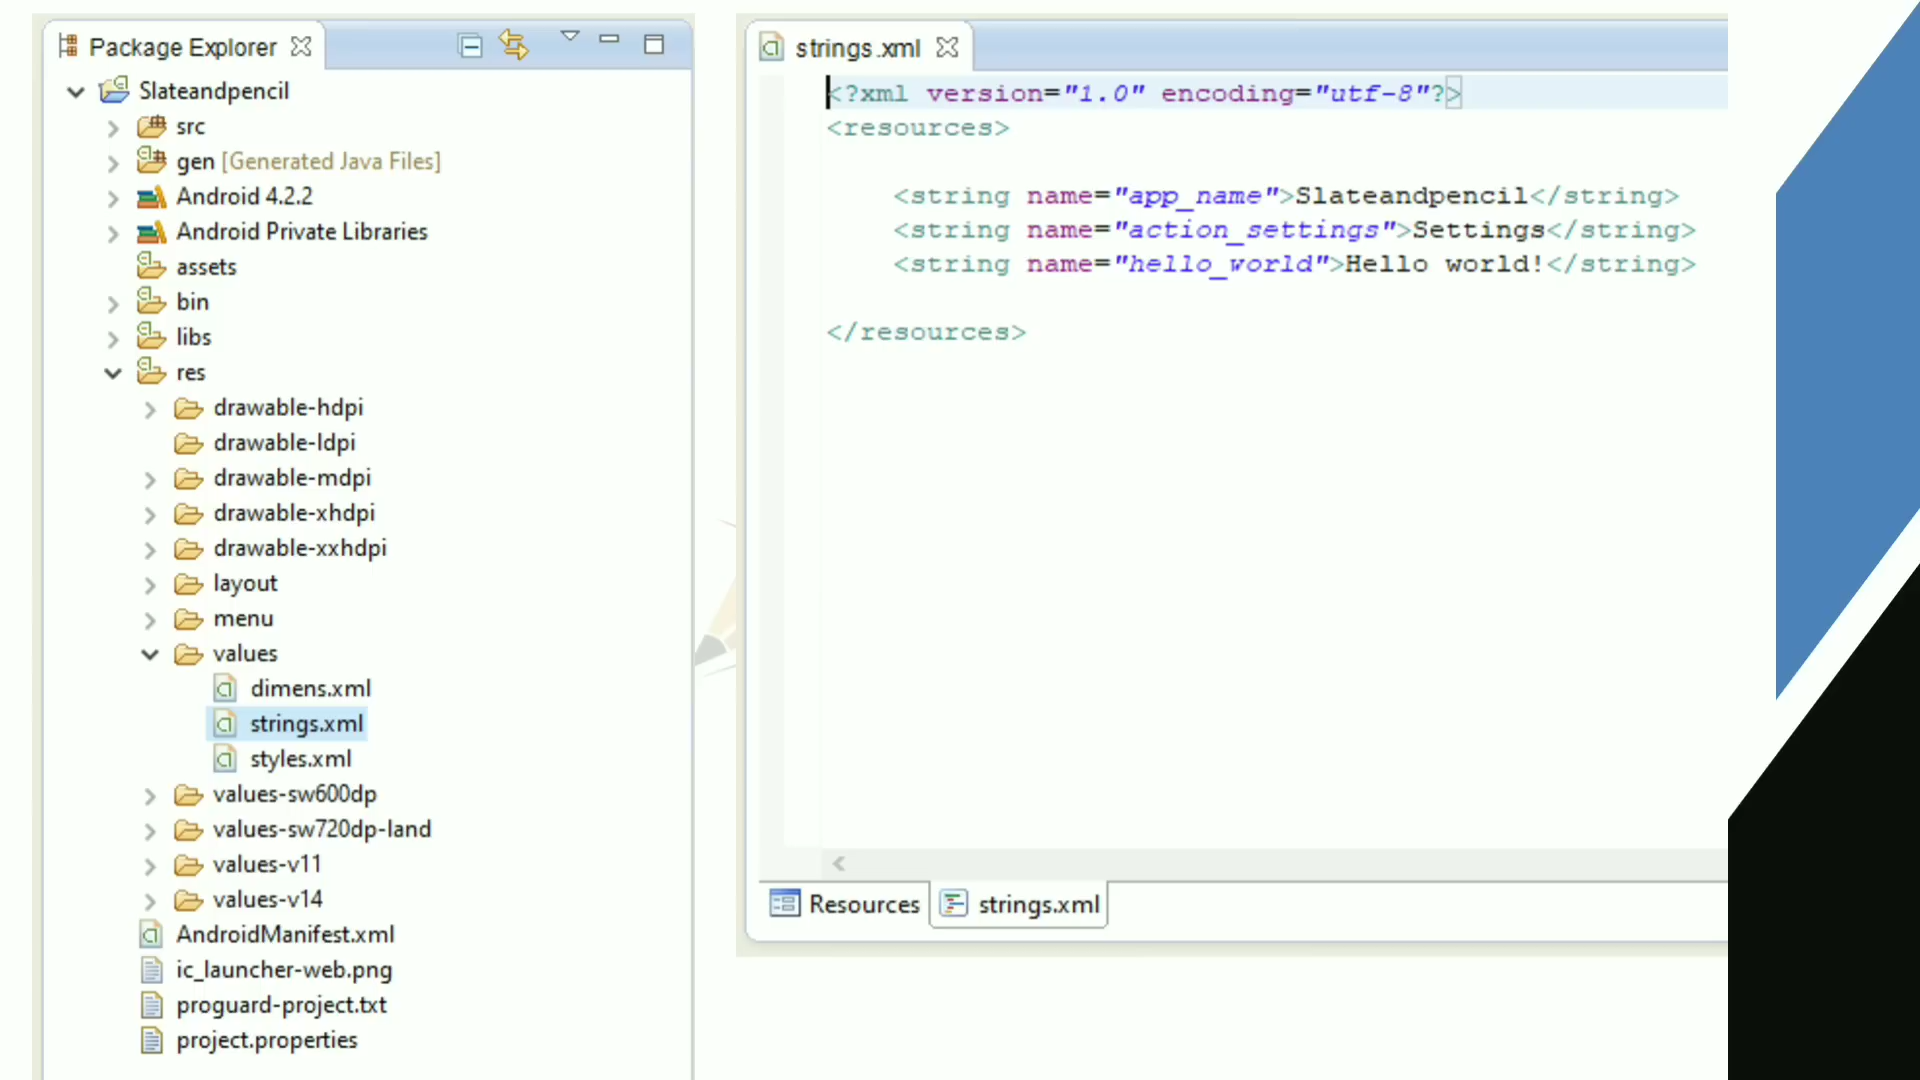 Package Explorer
Slateandpencil
src
gen [Generated Java Files]
Android 4.2.2
Android Private Libraries
assets
bin
libs
res
drawable-hdpi
drawable-ldpi
drawable-mdpi
drawable-xhdpi
drawable-xxhdpi
layout
menu
values
dimens.xml
strings.xml
styles.xml
values-sw600dp
values-sw720dp-land
values-v11
values-v14
AndroidManifest.xml
ic_launcher-web.png
proguard-project.txt
project.properties
strings.xml
<?xml version="1.0" encoding="utf-8"?>
<resources>
<string name="app_name">Slateandpencil</string>
<string name="action_settings">Settings</string>
<string name="hello_world">Hello world!</string>
</resources>
Resources strings.xml